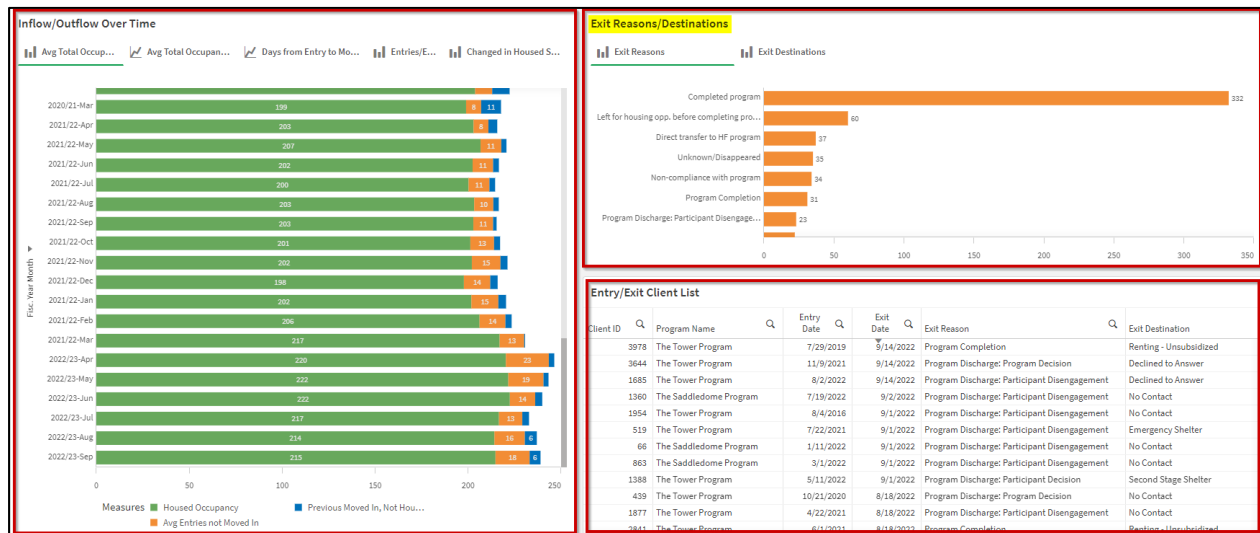 Inflow/Outflow Over Time
Avg Total Occup... Avg Total Occupan... Days from Entry to Mo... Entries/E... Changed in Housed S...
Fisc. Year Month
2020/21-Mar 199 8 11
2021/22-Apr 203 8
2021/22-May 207 11
2021/22-Jun 202 11
2021/22-Jul 200 11
2021/22-Aug 203 10
2021/22-Sep 203 11
2021/22-Oct 201 13
2021/22-Nov 202 15
2021/22-Dec 198 14
2021/22-Jan 202 13
2021/22-Feb 206 14
2021/22-Mar 217 13
2022/23-Apr 220 23
2022/23-May 222 19
2022/23-Jun 222 14
2022/23-Jul 217 13
2022/23-Aug 214 16 6
2022/23-Sep 215 18 6
0 50 100 150 200 250
Measures Housed Occupancy Previous Moved In, Not Hou...
Avg Entries not Moved In
Exit Reasons/Destinations
Exit Reasons Exit Destinations
Completed program 332
Left for housing opp. before completing pro... 60
Direct transfer to HF program 37
Unknown/Disappeared 35
Non-compliance with program 34
Program Completion 31
Program Discharge: Participant Disengage... 23
0 50 100 150 200 250 300 350
Entry/Exit Client List
Client ID Program Name Entry Date Exit Date Exit Reason Exit Destination
3978 The Tower Program 7/29/2019 9/14/2022 Program Completion Renting - Unsubsidized
3644 The Tower Program 11/9/2021 9/14/2022 Program Discharge: Program Decision Declined to Answer
1685 The Tower Program 8/2/2022 9/14/2022 Program Discharge: Participant Disengagement Declined to Answer
1360 The Saddledome Program 7/19/2022 9/2/2022 Program Discharge: Participant Disengagement No Contact
1954 The Tower Program 8/4/2016 9/1/2022 Program Discharge: Participant Disengagement No Contact
519 The Tower Program 7/22/2021 9/1/2022 Program Discharge: Participant Disengagement Emergency Shelter
66 The Saddledome Program 1/11/2022 9/1/2022 Program Discharge: Participant Disengagement No Contact
863 The Saddledome Program 3/1/2022 9/1/2022 Program Discharge: Participant Disengagement No Contact
1388 The Tower Program 5/11/2022 9/1/2022 Program Discharge: Participant Decision Second Stage Shelter
439 The Tower Program 10/21/2020 8/18/2022 Program Discharge: Program Decision No Contact
1877 The Tower Program 4/22/2021 8/18/2022 Program Discharge: Participant Disengagement No Contact
2841 The Tower Program 6/1/2021 8/18/2022 Program Completion Renting - Unsubsidized